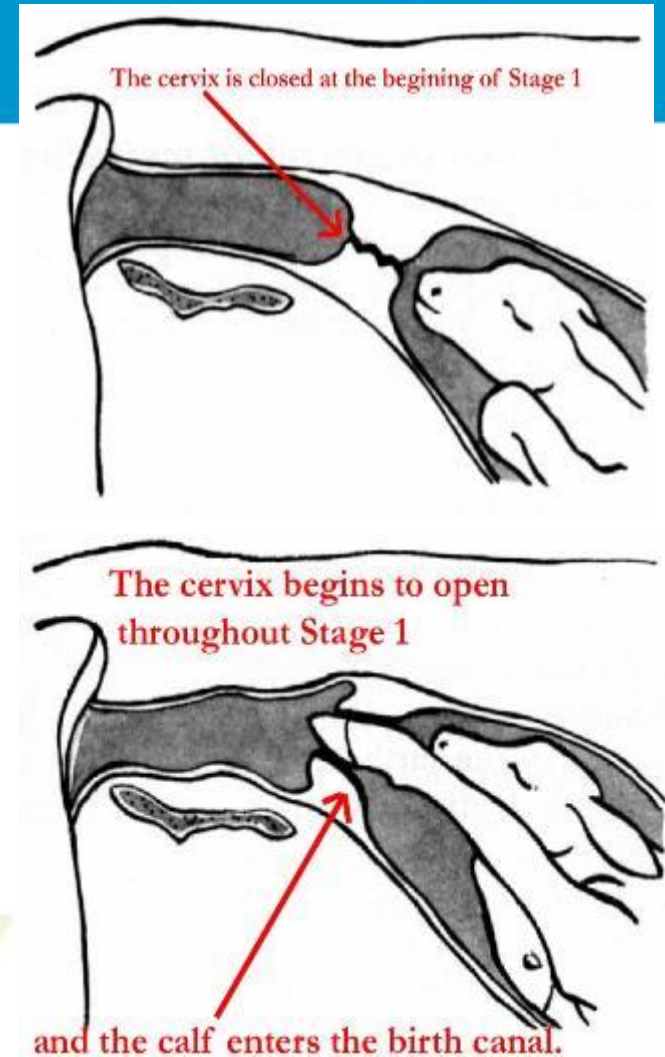 The cervix is closed at the begining of Stage 1
The cervix begins to open
throughout Stage 1
and the calf enters the birth canal.